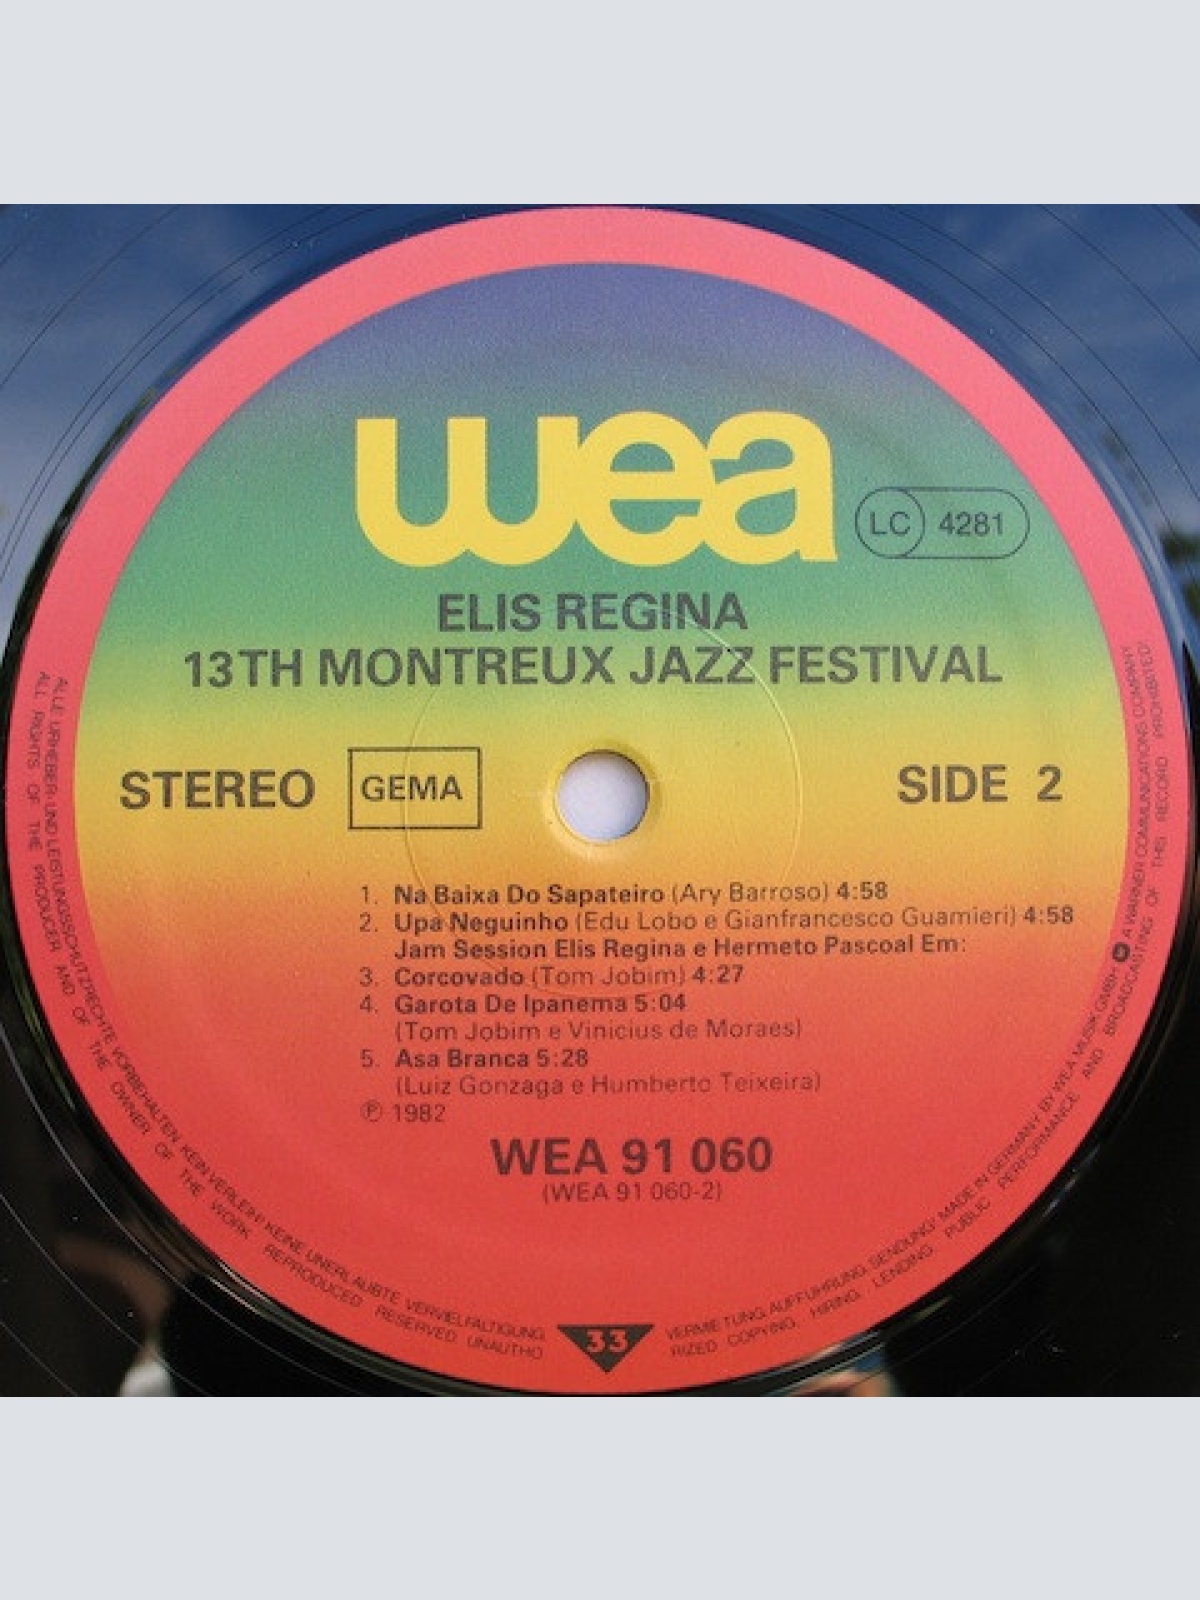 wea
LC 4281
ELIS REGINA
13TH MONTREUX JAZZ FESTIVAL
STEREO GEMA SIDE 2
1. Na Baixa Do Sapateiro (Ary Barroso) 4:58
2. Upa Neguinho (Edu Lobo e Gianfrancesco Guamieri) 4:58
Jam Session Elis Regina e Hermeto Pascoal Em:
3. Corcovado (Tom Jobim) 4:27
4. Garota De Ipanema 5:04
(Tom Jobim e Vinicius de Moraes)
5. Asa Branca 5:28
(Luiz Gonzaga e Humberto Teixeira)
℗ 1982
WEA 91 060
(WEA 91 060-2)
ALLE URHEBER- UND LEISTUNGSSCHUTZRECHTE VORBEHALTEN. KEIN VERLEIH! KEINE UNERLAUBTE VERVIELFÄLTIGUNG, VERMIETUNG, AUFFÜHRUNG, SENDUNG! MADE IN GERMANY BY WEA MUSIK GMBH A WARNER COMMUNICATIONS COMPANY
ALL RIGHTS OF THE PRODUCER AND OF THE OWNER OF THE WORK REPRODUCED RESERVED UNAUTHORIZED COPYING, HIRING, LENDING, PUBLIC PERFORMANCE AND BROADCASTING OF THIS RECORD PROHIBITED!
33